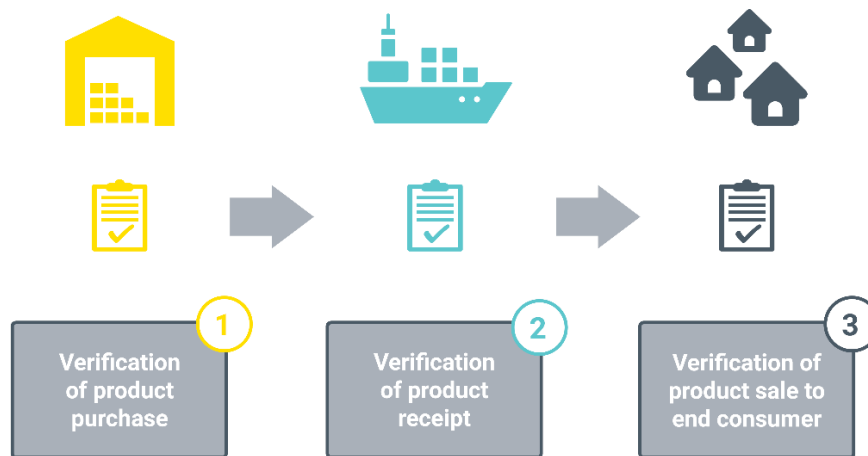 1
Verification
of product
purchase
2
Verification
of product
receipt
3
Verification of
product sale to
end consumer